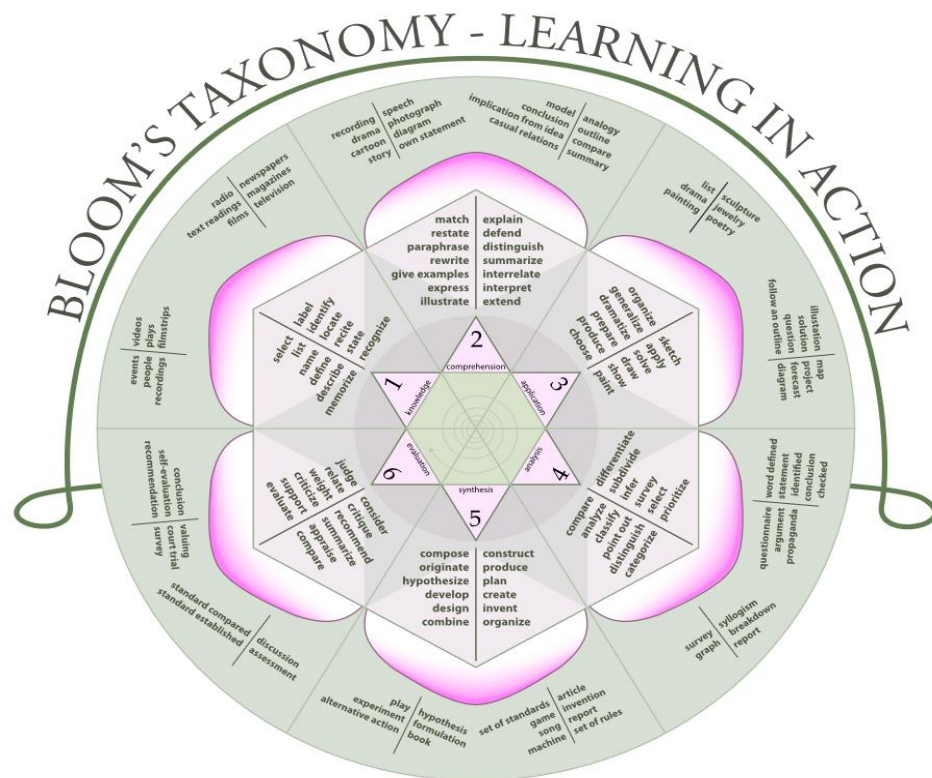 BLOOM'S TAXONOMY - LEARNING IN ACTION
recording
drama
cartoon
story
speech
photograph
diagram
own statement
model
conclusion
implication from idea
casual relations
analogy
outline
compare
summary
radio
text readings
films
newspapers
magazines
television
list
drama
painting
sculpture
jewelry
poetry
events
people
recordings
videos
plays
filmstrips
illustation
solution
question
follow an outline
map
project
forecast
diagram
match
restate
paraphrase
rewrite
give examples
express
illustrate
explain
defend
distinguish
summarize
interrelate
interpret
extend
select
list
name
define
describe
memorize
label
identify
locate
recite
state
recognize
organize
generalize
dramatize
prepare
produce
choose
sketch
apply
solve
draw
show
paint
1
knowledge
2
comprehension
3
application
4
analysis
5
synthesis
6
evaluation
judge
relate
weight
criticize
support
evaluate
consider
critique
recommend
summarize
appraise
compare
compare
analyze
classify
point out
distinguish
categorize
differentiate
subdivide
infer
survey
select
prioritize
compose
originate
hypothesize
develop
design
combine
construct
produce
plan
create
invent
organize
conclusion
self-evaluation
recommendation
valuing
court trial
survey
word defined
statement
identified
conclusion
checked
questionnaire
argument
propaganda
standard compared
standard established
discussion
assessment
survey
graph
syllogism
breakdown
report
play
experiment
alternative action
hypothesis
formulation
book
set of standards
game
song
machine
article
invention
report
set of rules